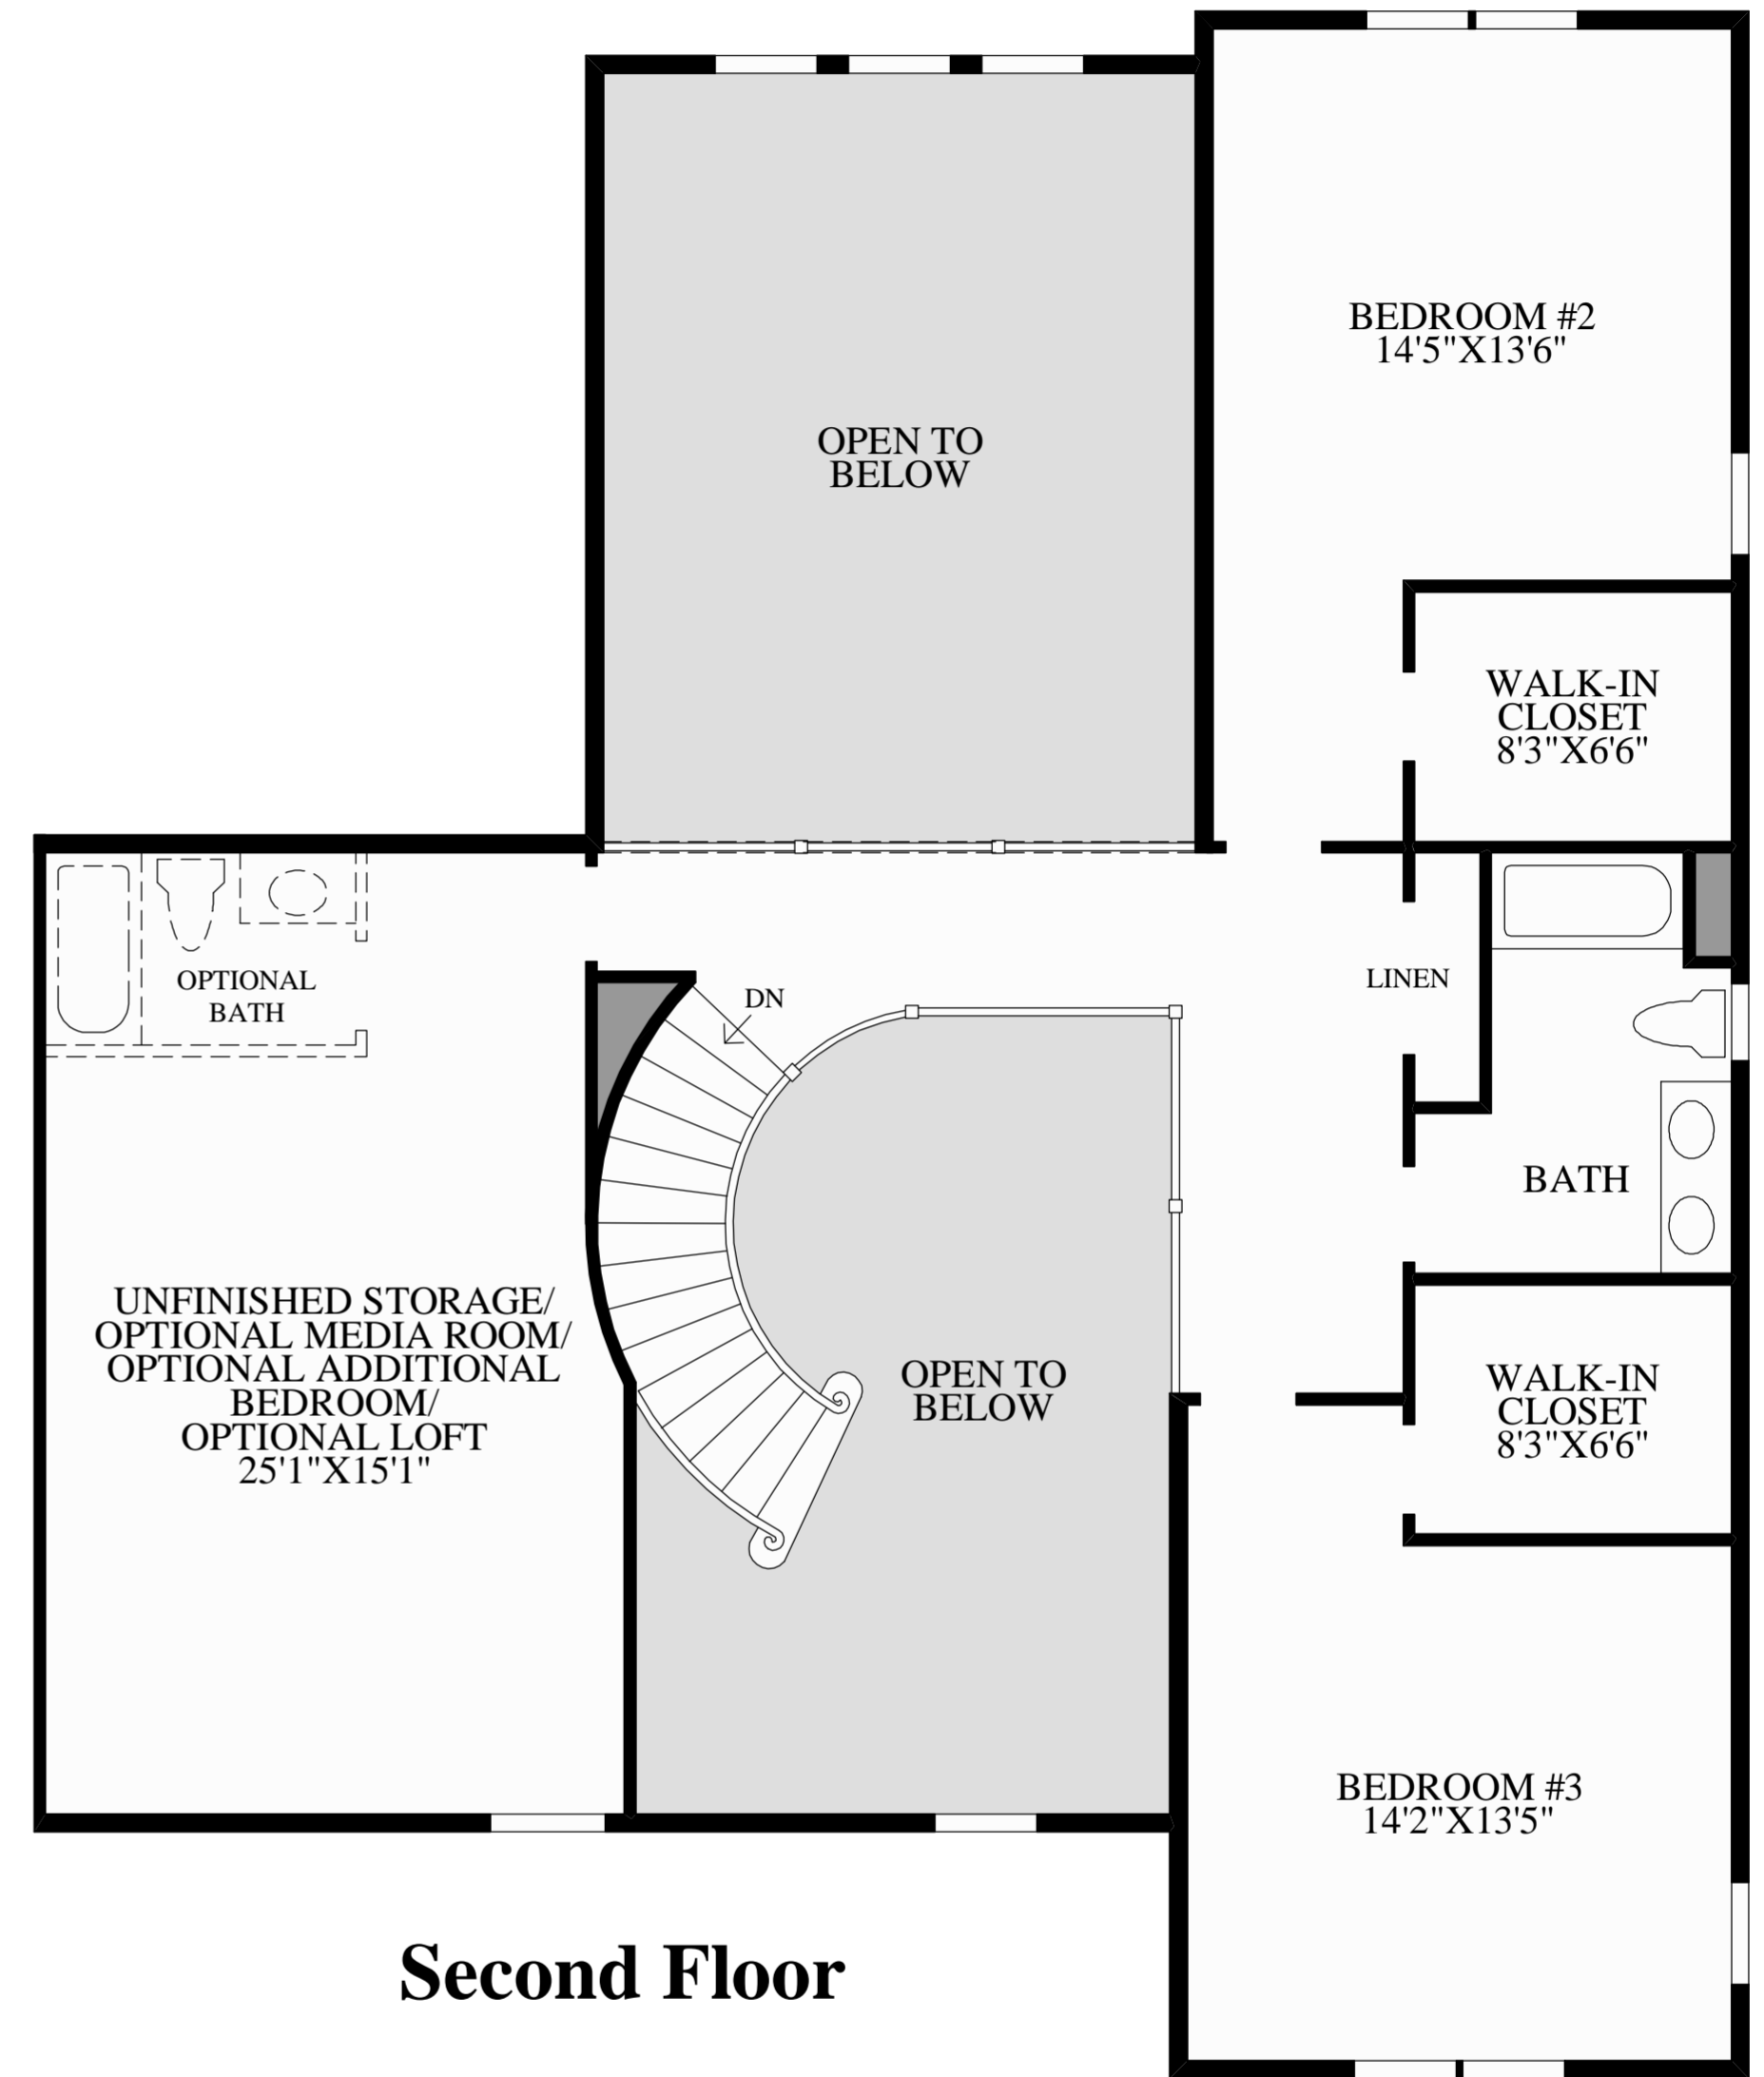 BEDROOM #2
14'5"X13'6"
OPEN TO
BELOW
WALK-IN
CLOSET
8'3"X6'6"
OPTIONAL
BATH
DN
LINEN
BATH
UNFINISHED STORAGE/
OPTIONAL MEDIA ROOM/
OPTIONAL ADDITIONAL
BEDROOM/
OPTIONAL LOFT
25'1"X15'1"
OPEN TO
BELOW
WALK-IN
CLOSET
8'3"X6'6"
BEDROOM #3
14'2"X13'5"
Second Floor